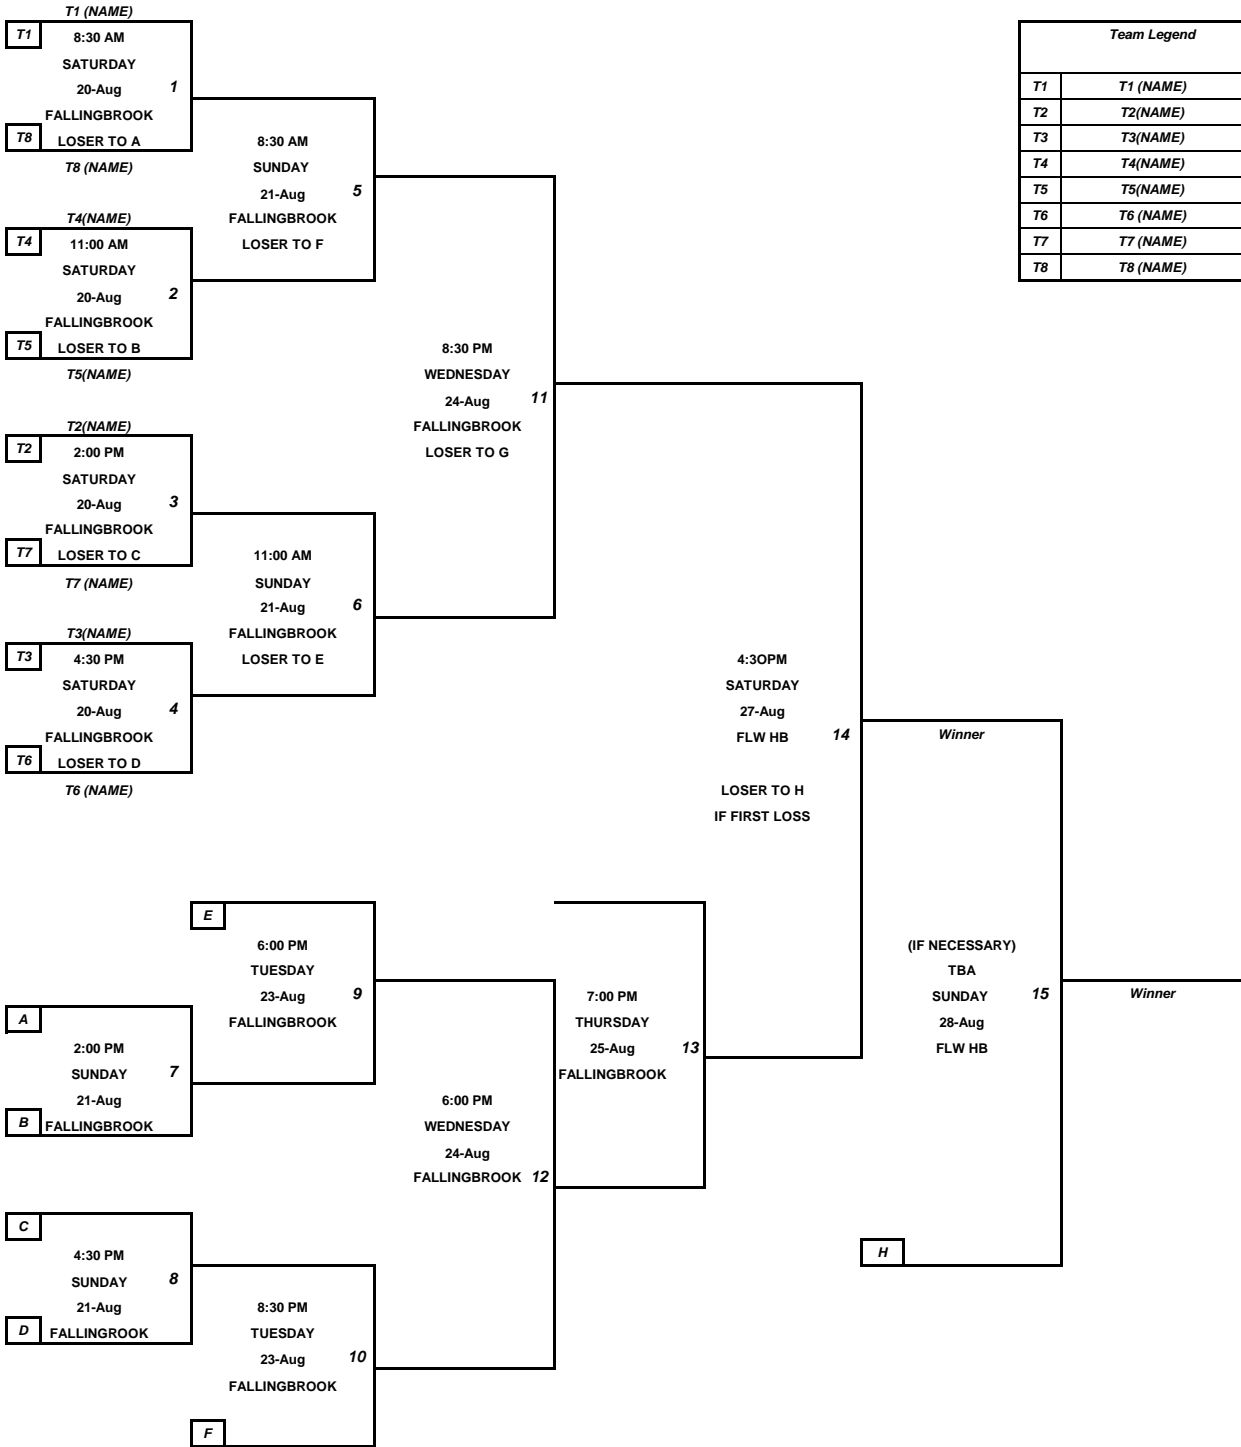 T1 (NAME)
T1
8:30 AM
SATURDAY
20-Aug
1
FALLINGBROOK
T8
LOSER TO A
T8 (NAME)
8:30 AM
SUNDAY
21-Aug
5
FALLINGBROOK
LOSER TO F
T4(NAME)
T4
11:00 AM
SATURDAY
20-Aug
2
FALLINGBROOK
T5
LOSER TO B
T5(NAME)
8:30 PM
WEDNESDAY
24-Aug
11
FALLINGBROOK
LOSER TO G
T2(NAME)
T2
2:00 PM
SATURDAY
20-Aug
3
FALLINGBROOK
T7
LOSER TO C
T7 (NAME)
11:00 AM
SUNDAY
21-Aug
6
FALLINGBROOK
LOSER TO E
T3(NAME)
T3
4:30 PM
SATURDAY
20-Aug
4
FALLINGBROOK
T6
LOSER TO D
T6 (NAME)
4:3OPM
SATURDAY
27-Aug
FLW HB
14
LOSER TO H
IF FIRST LOSS
Winner
Team Legend
T1 T1 (NAME)
T2 T2(NAME)
T3 T3(NAME)
T4 T4(NAME)
T5 T5(NAME)
T6 T6 (NAME)
T7 T7 (NAME)
T8 T8 (NAME)
E
6:00 PM
TUESDAY
23-Aug
9
FALLINGBROOK
A
2:00 PM
SUNDAY
7
21-Aug
B
FALLINGBROOK
6:00 PM
WEDNESDAY
24-Aug
FALLINGBROOK
12
7:00 PM
THURSDAY
25-Aug
13
FALLINGBROOK
(IF NECESSARY)
TBA
SUNDAY
15
28-Aug
FLW HB
Winner
C
4:30 PM
SUNDAY
8
21-Aug
D
FALLINGROOK
8:30 PM
TUESDAY
23-Aug
10
FALLINGBROOK
F
H